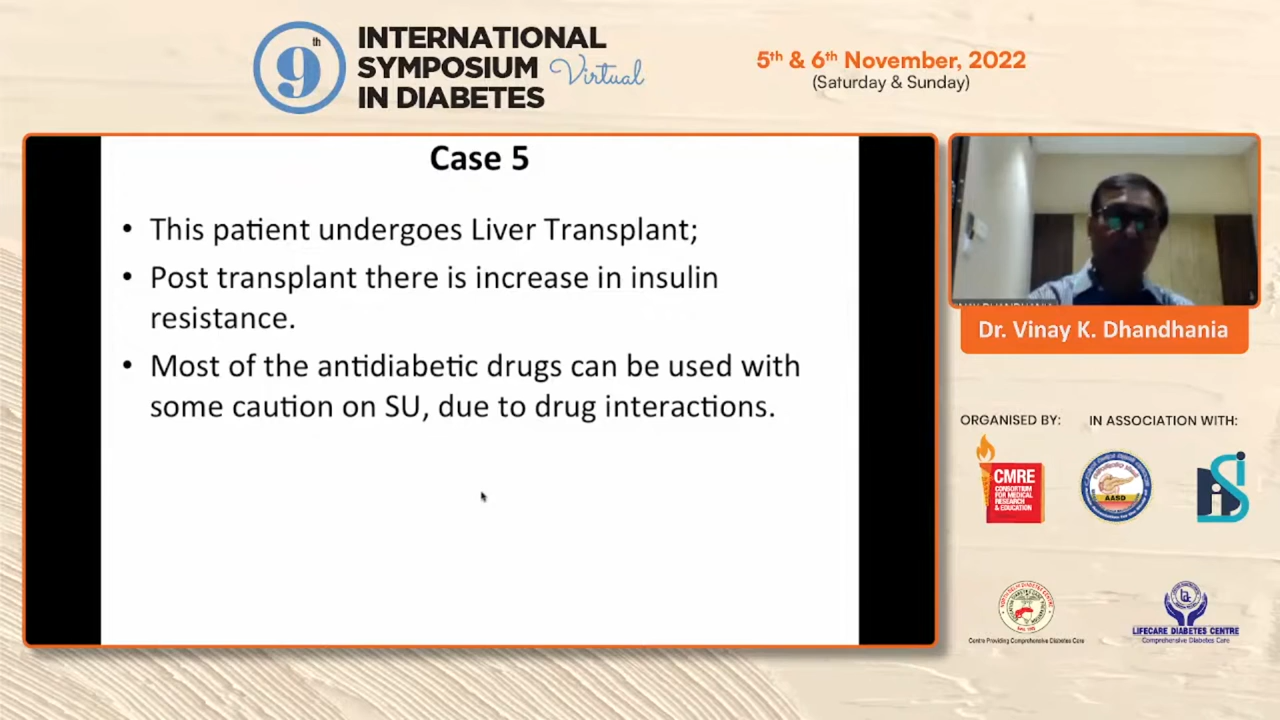 9th
INTERNATIONAL
SYMPOSIUM Virtual
IN DIABETES
5th & 6th November, 2022
(Saturday & Sunday)
Case 5
• This patient undergoes Liver Transplant;
• Post transplant there is increase in insulin
resistance.
• Most of the antidiabetic drugs can be used with
some caution on SU, due to drug interactions.
Dr. Vinay K. Dhandhania
ORGANISED BY:
IN ASSOCIATION WITH:
CMRE
CONSORTIUM
FOR MEDICAL
RESEARCH
& EDUCATION
AASD
Centre Providing Comprehensive Diabetes Care
LIFECARE DIABETES CENTRE
Comprehensive Diabetes Care